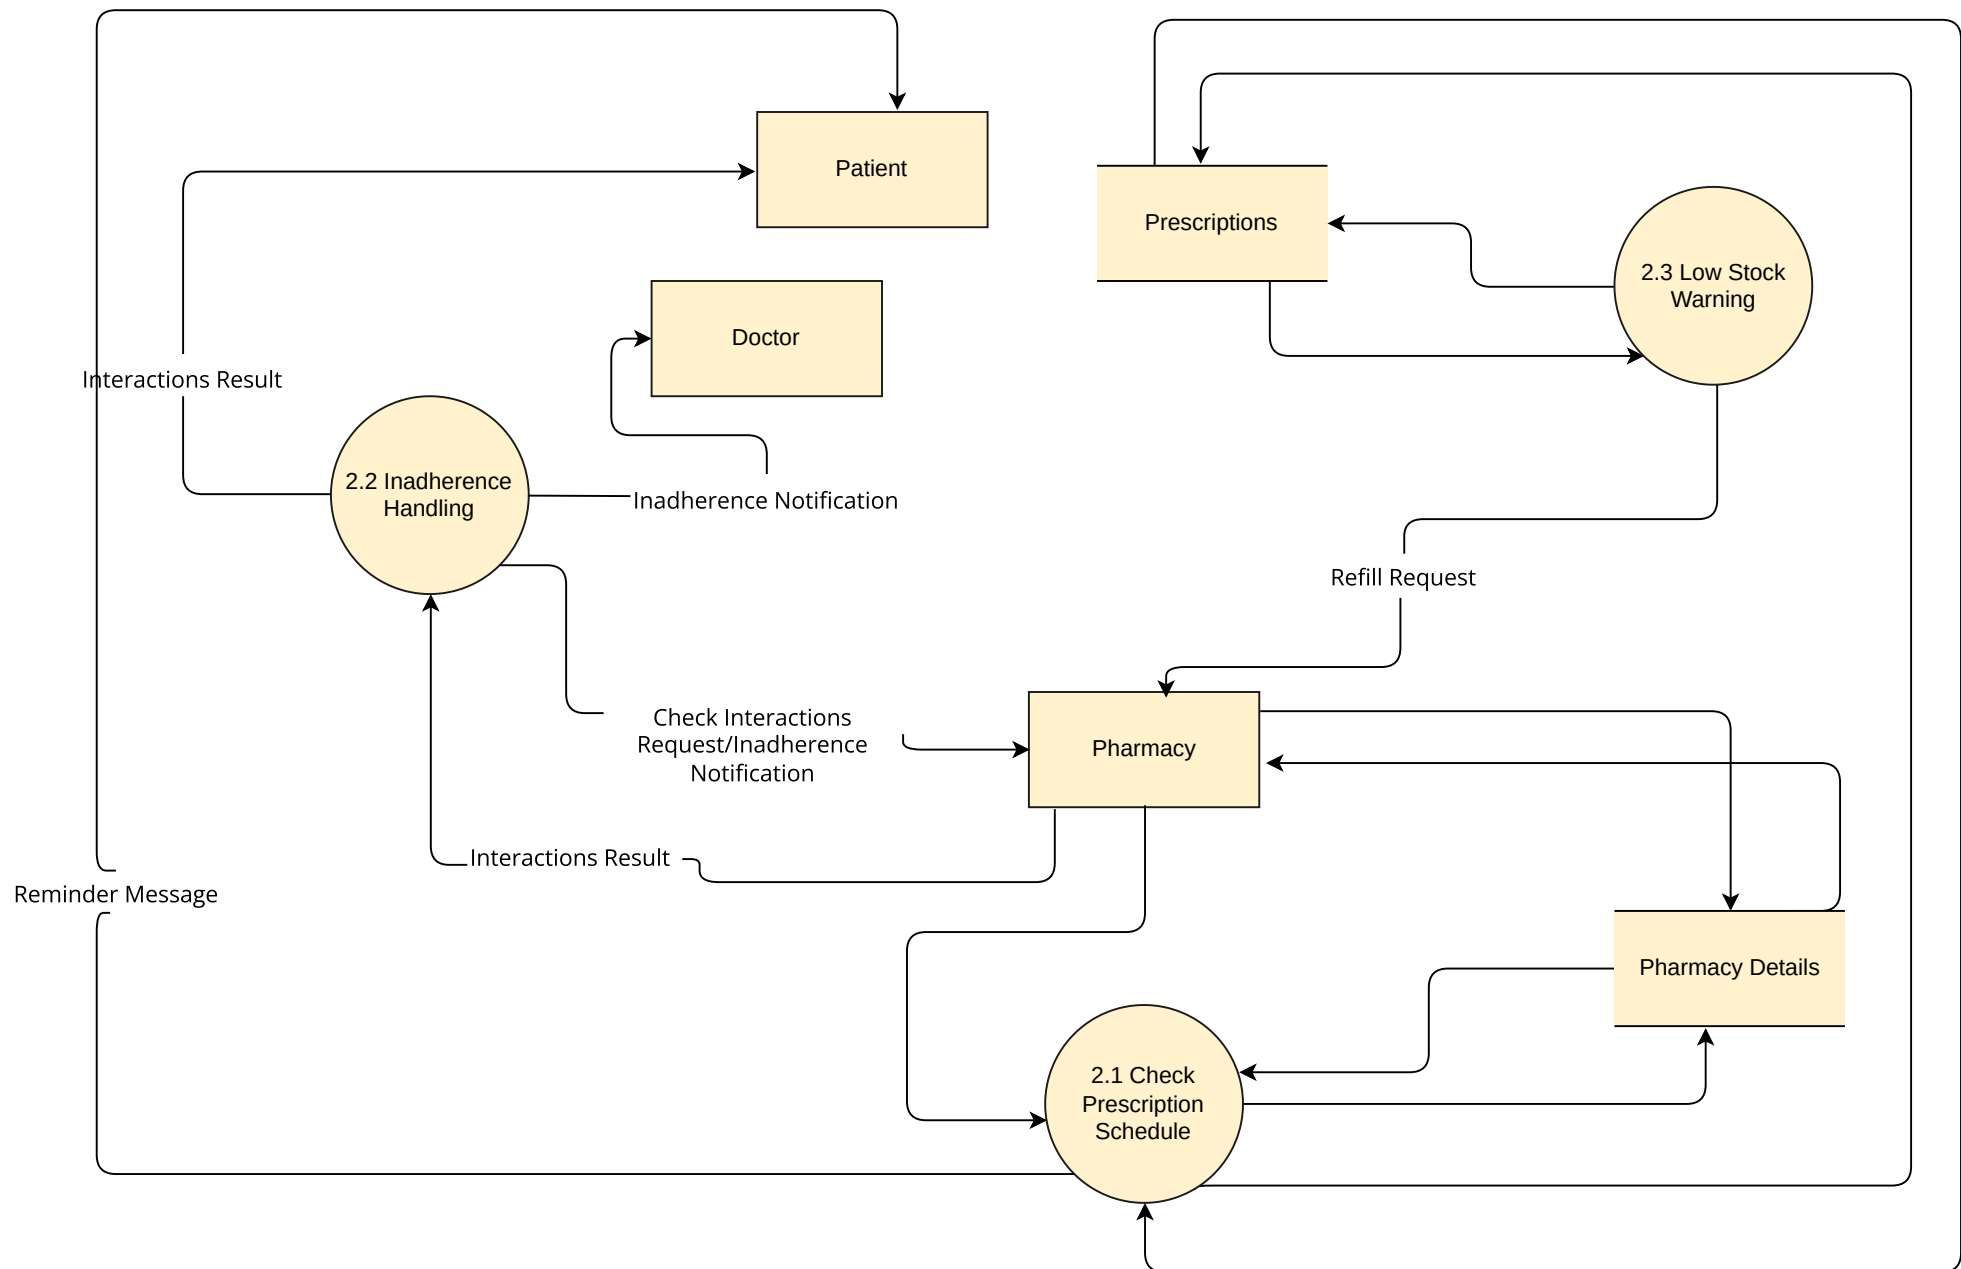 Patient
Prescriptions
2.3 Low Stock
Warning
Doctor
Interactions Result
2.2 Inadherence
Handling
Inadherence Notification
Refill Request
Check Interactions
Request/Inadherence
Notification
Pharmacy
Interactions Result
Reminder Message
Pharmacy Details
2.1 Check
Prescription
Schedule